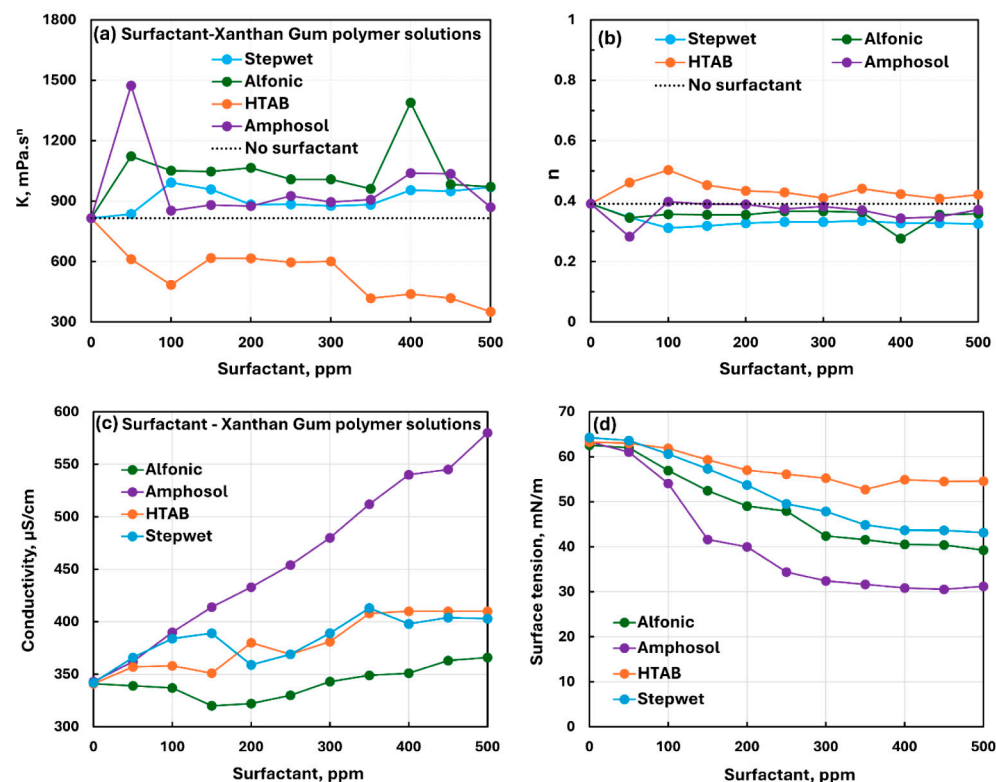 (a) Surfactant-Xanthan Gum polymer solutions
Stepwet
Alfonic
HTAB
Amphosol
No surfactant
K, mPa.sⁿ
1800
1500
1200
900
600
300
0 100 200 300 400 500
Surfactant, ppm
(b)
Stepwet Alfonic
HTAB Amphosol
No surfactant
n
1
0.8
0.6
0.4
0.2
0
0 100 200 300 400 500
Surfactant, ppm
(c) Surfactant - Xanthan Gum polymer solutions
Alfonic
Amphosol
HTAB
Stepwet
Conductivity, µS/cm
600
550
500
450
400
350
300
0 100 200 300 400 500
Surfactant, ppm
(d)
Alfonic
Amphosol
HTAB
Stepwet
Surface tension, mN/m
70
60
50
40
30
20
10
0
0 100 200 300 400 500
Surfactant, ppm